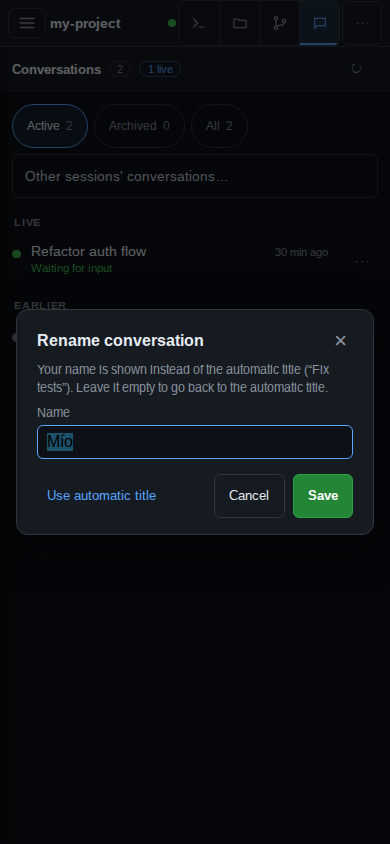 my-project
Conversations 2 1 live
Active 2 Archived 0 All 2
Other sessions' conversations…
LIVE
Refactor auth flow 30 min ago
Waiting for input
EARLIER
Rename conversation
Your name is shown instead of the automatic title (“Fix
tests”). Leave it empty to go back to the automatic title.
Name
Mío
Use automatic title Cancel Save